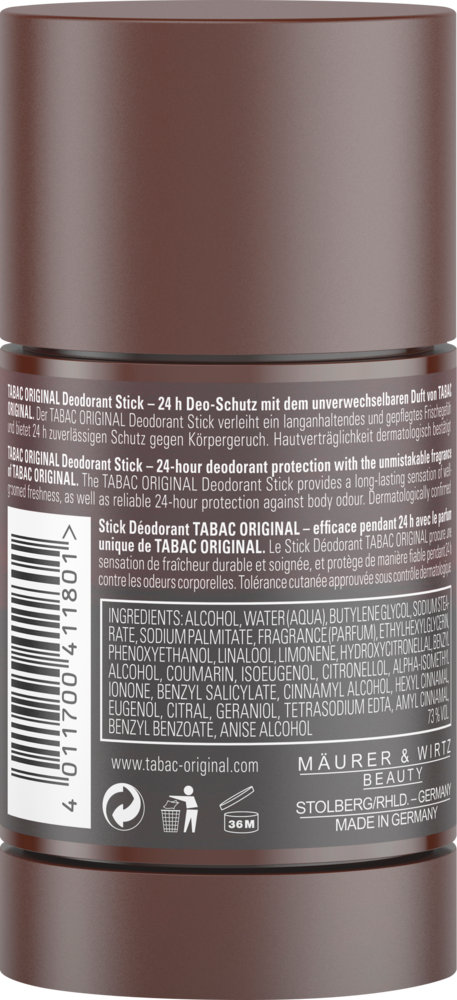 TABAC ORIGINAL Deodorant Stick – 24 h Deo-Schutz mit dem unverwechselbaren Duft von TABAC
ORIGINAL. Der TABAC ORIGINAL Deodorant Stick verleiht ein langanhaltendes und gepflegtes Frischegefühl
und bietet 24 h zuverlässigen Schutz gegen Körpergeruch. Hautverträglichkeit dermatologisch bestätigt.
TABAC ORIGINAL Deodorant Stick – 24-hour deodorant protection with the unmistakable fragrance
of TABAC ORIGINAL. The TABAC ORIGINAL Deodorant Stick provides a long-lasting sensation of well-
groomed freshness, as well as reliable 24-hour protection against body odour. Dermatologically confirmed
Stick Déodorant TABAC ORIGINAL – efficace pendant 24 h avec le parfum
unique de TABAC ORIGINAL. Le Stick Déodorant TABAC ORIGINAL procure une
sensation de fraîcheur durable et soignée, et protège de manière fiable pendant 24 h
contre les odeurs corporelles. Tolérance cutanée approuvée sous contrôle dermatologique
INGREDIENTS: ALCOHOL, WATER (AQUA), BUTYLENE GLYCOL, SODIUM STEA-
RATE, SODIUM PALMITATE, FRAGRANCE (PARFUM), ETHYLHEXYLGLYCERIN,
PHENOXYETHANOL, LINALOOL, LIMONENE, HYDROXYCITRONELLAL, BENZYL
ALCOHOL, COUMARIN, ISOEUGENOL, CITRONELLOL, ALPHA-ISOMETHYL
IONONE, BENZYL SALICYLATE, CINNAMYL ALCOHOL, HEXYL CINNAMAL,
EUGENOL, CITRAL, GERANIOL, TETRASODIUM EDTA, AMYL CINNAMAL,
BENZYL BENZOATE, ANISE ALCOHOL 73 % VOL.
4 011700 411801 >
www.tabac-original.com
MÄURER & WIRTZ
BEAUTY
STOLBERG/RHLD. – GERMANY
MADE IN GERMANY
36 M